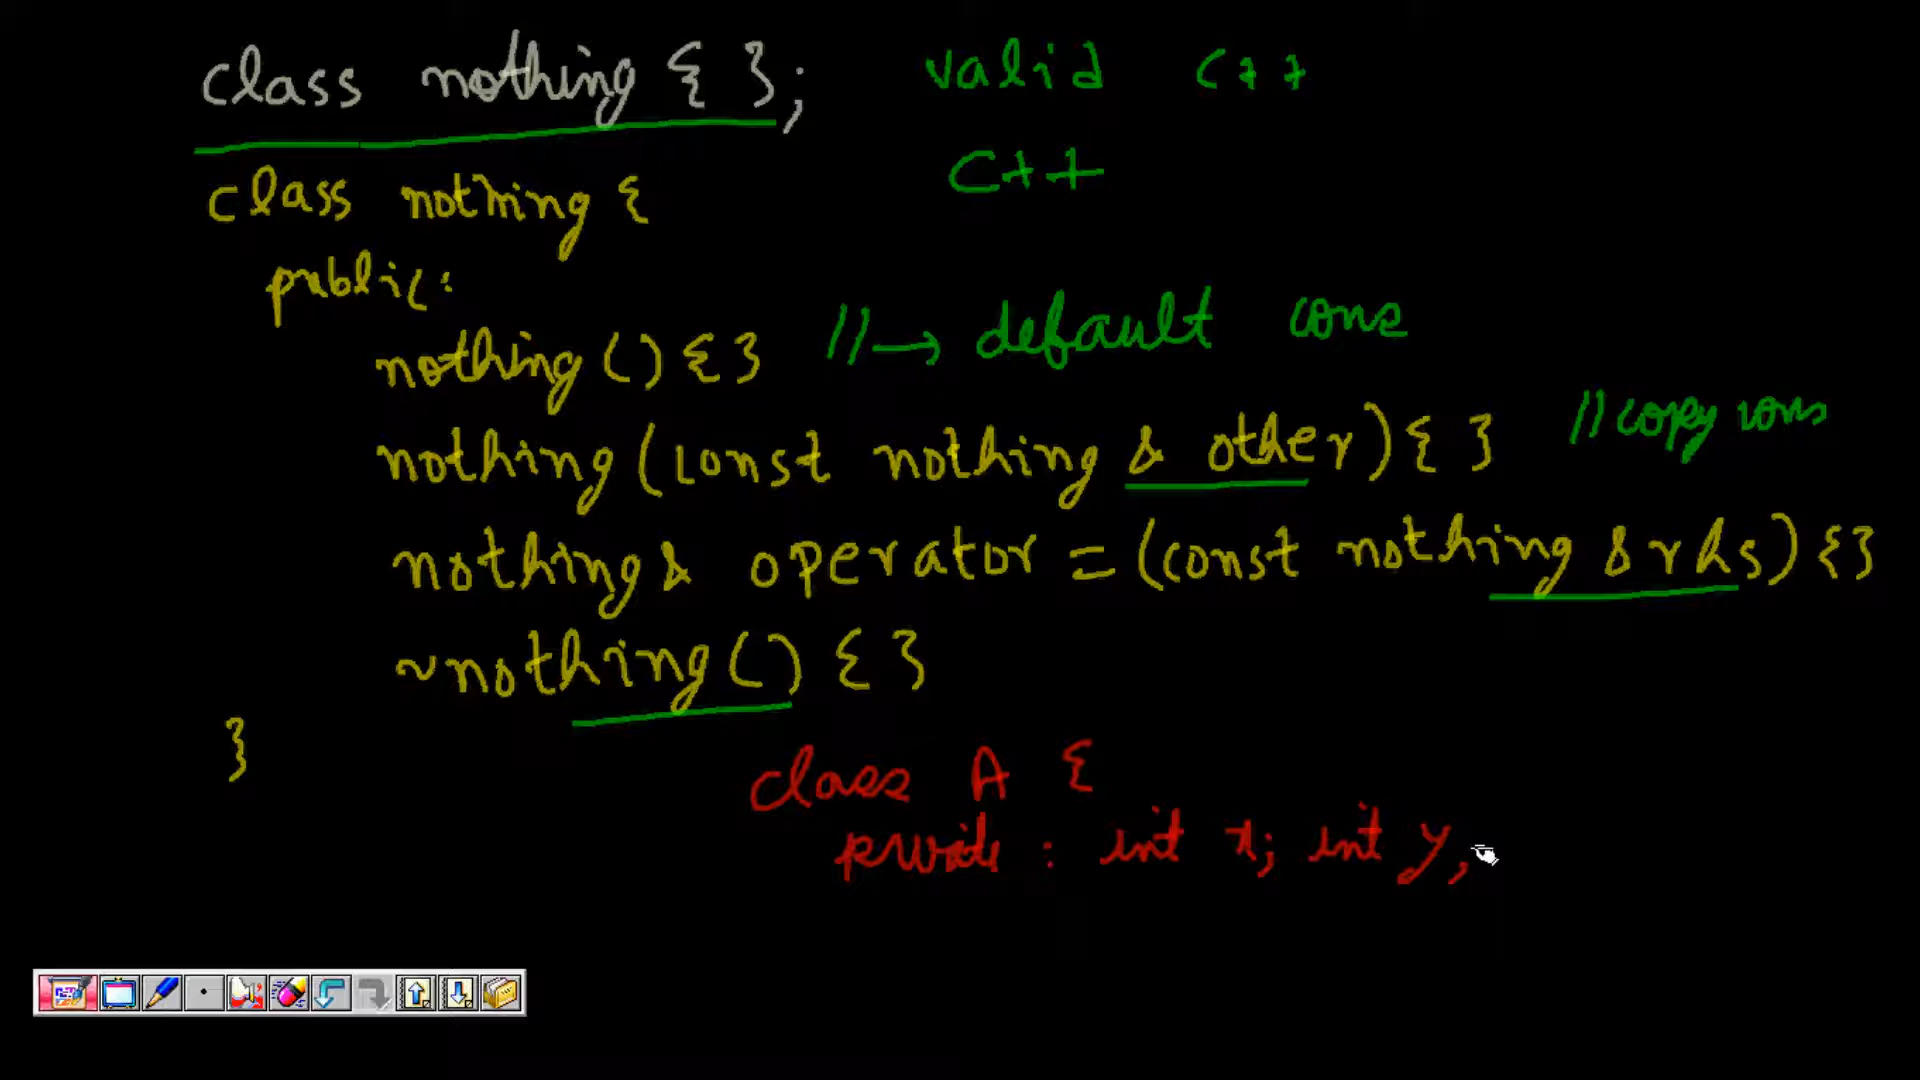 class nothing { }; valid C++
C++
class nothing {
public:
nothing () { } //→ default cons
//copy cons
nothing (const nothing & other) { }
nothing & operator = (const nothing & rhs) {}
~nothing () { }
}
class A {
private : int x; int y,